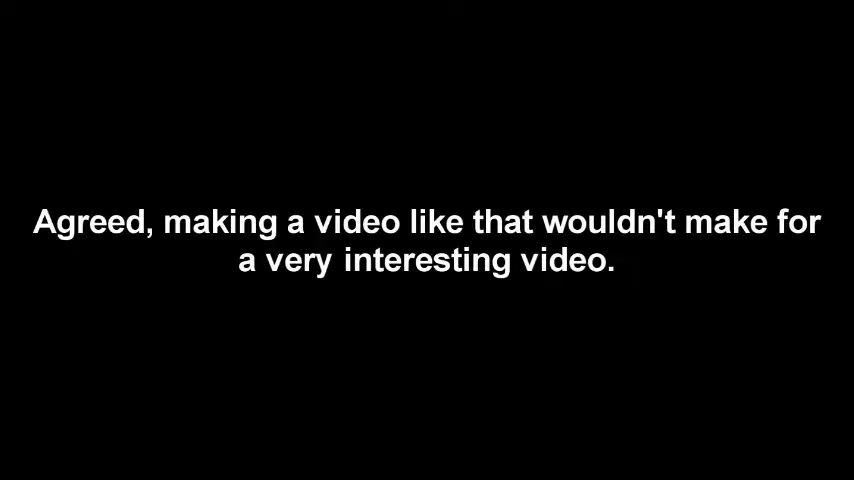 Agreed, making a video like that wouldn't make for
a very interesting video.